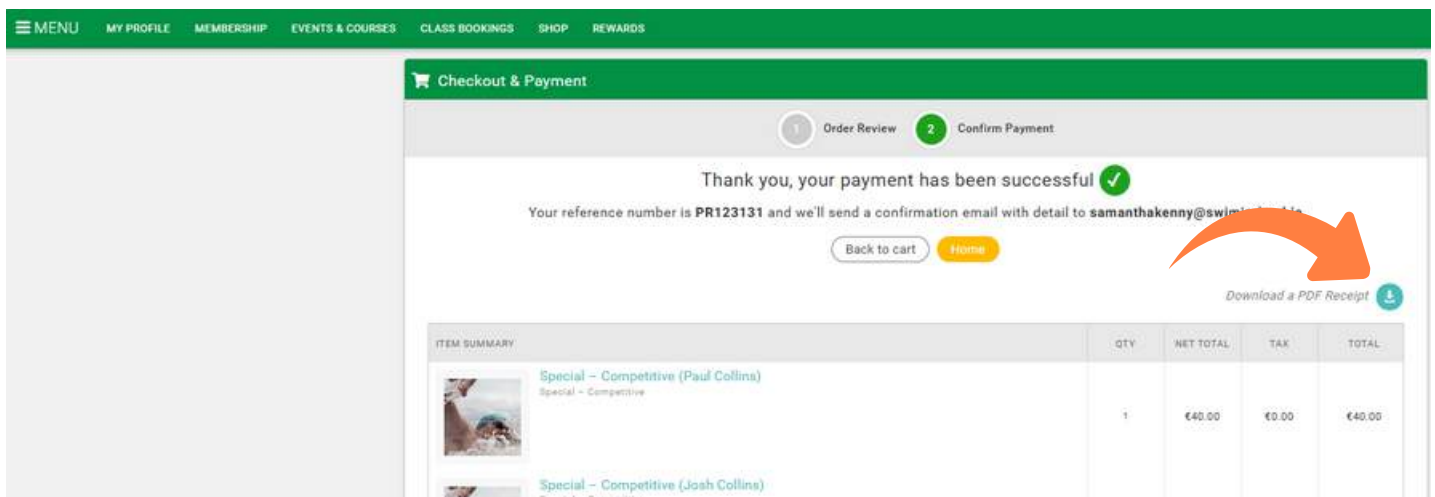 MENU MY PROFILE MEMBERSHIP EVENTS & COURSES CLASS BOOKINGS SHOP REWARDS
Checkout & Payment
1 Order Review 2 Confirm Payment
Thank you, your payment has been successful
Your reference number is PR123131 and we'll send a confirmation email with detail to
Back to cart Home
Download a PDF Receipt
ITEM SUMMARY QTY NET TOTAL TAX TOTAL
Special – Competitive (Paul Collins)
Special – Competitive
1 €40.00 €0.00 €40.00
Special – Competitive (Josh Collins)